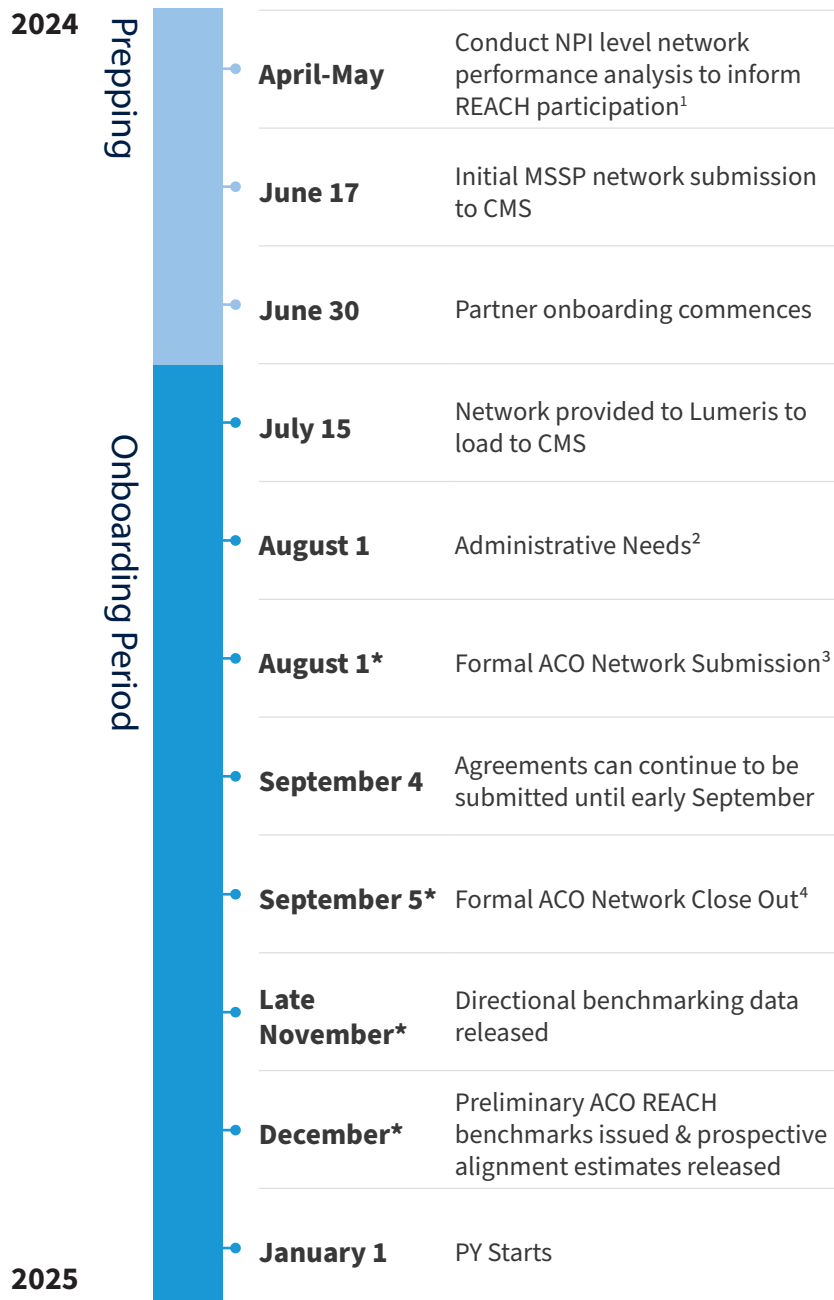 2024
Prepping
April-May
Conduct NPI level network
performance analysis to inform
REACH participation¹
June 17
Initial MSSP network submission
to CMS
June 30
Partner onboarding commences
Onboarding Period
July 15
Network provided to Lumeris to
load to CMS
August 1
Administrative Needs²
August 1*
Formal ACO Network Submission³
September 4
Agreements can continue to be
submitted until early September
September 5*
Formal ACO Network Close Out⁴
Late
November*
Directional benchmarking data
released
December*
Preliminary ACO REACH
benchmarks issued & prospective
alignment estimates released
January 1
PY Starts
2025